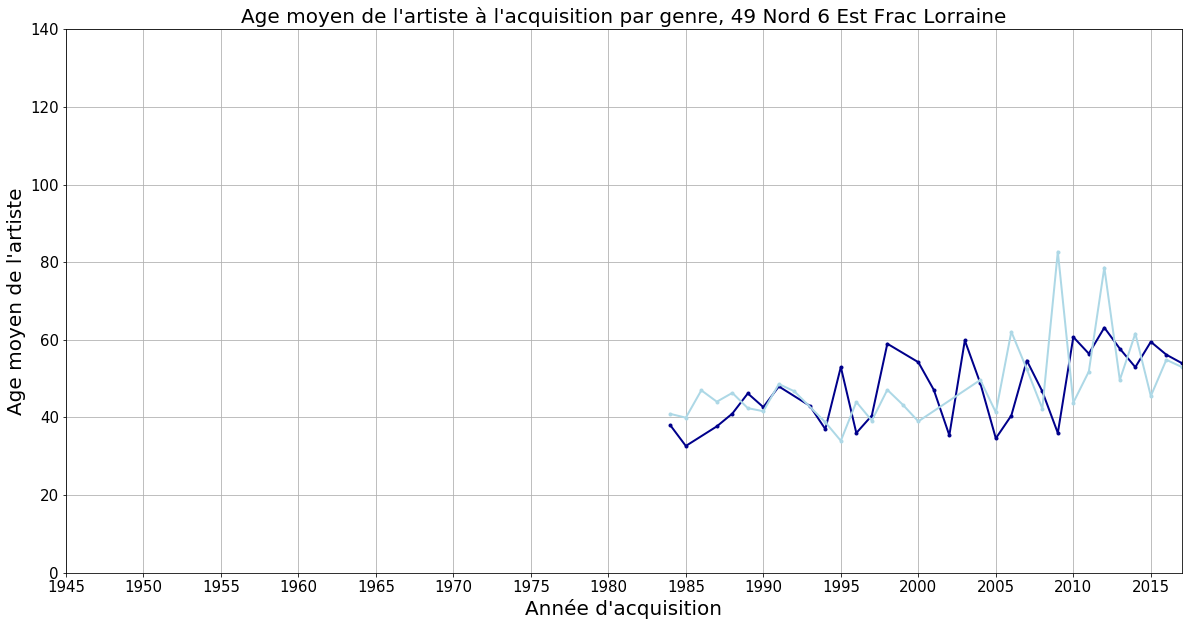 Age moyen de l'artiste à l'acquisition par genre, 49 Nord 6 Est Frac Lorraine
Age moyen de l'artiste
140
120
100
80
60
40
20
0
1945 1950 1955 1960 1965 1970 1975 1980 1985 1990 1995 2000 2005 2010 2015
Année d'acquisition